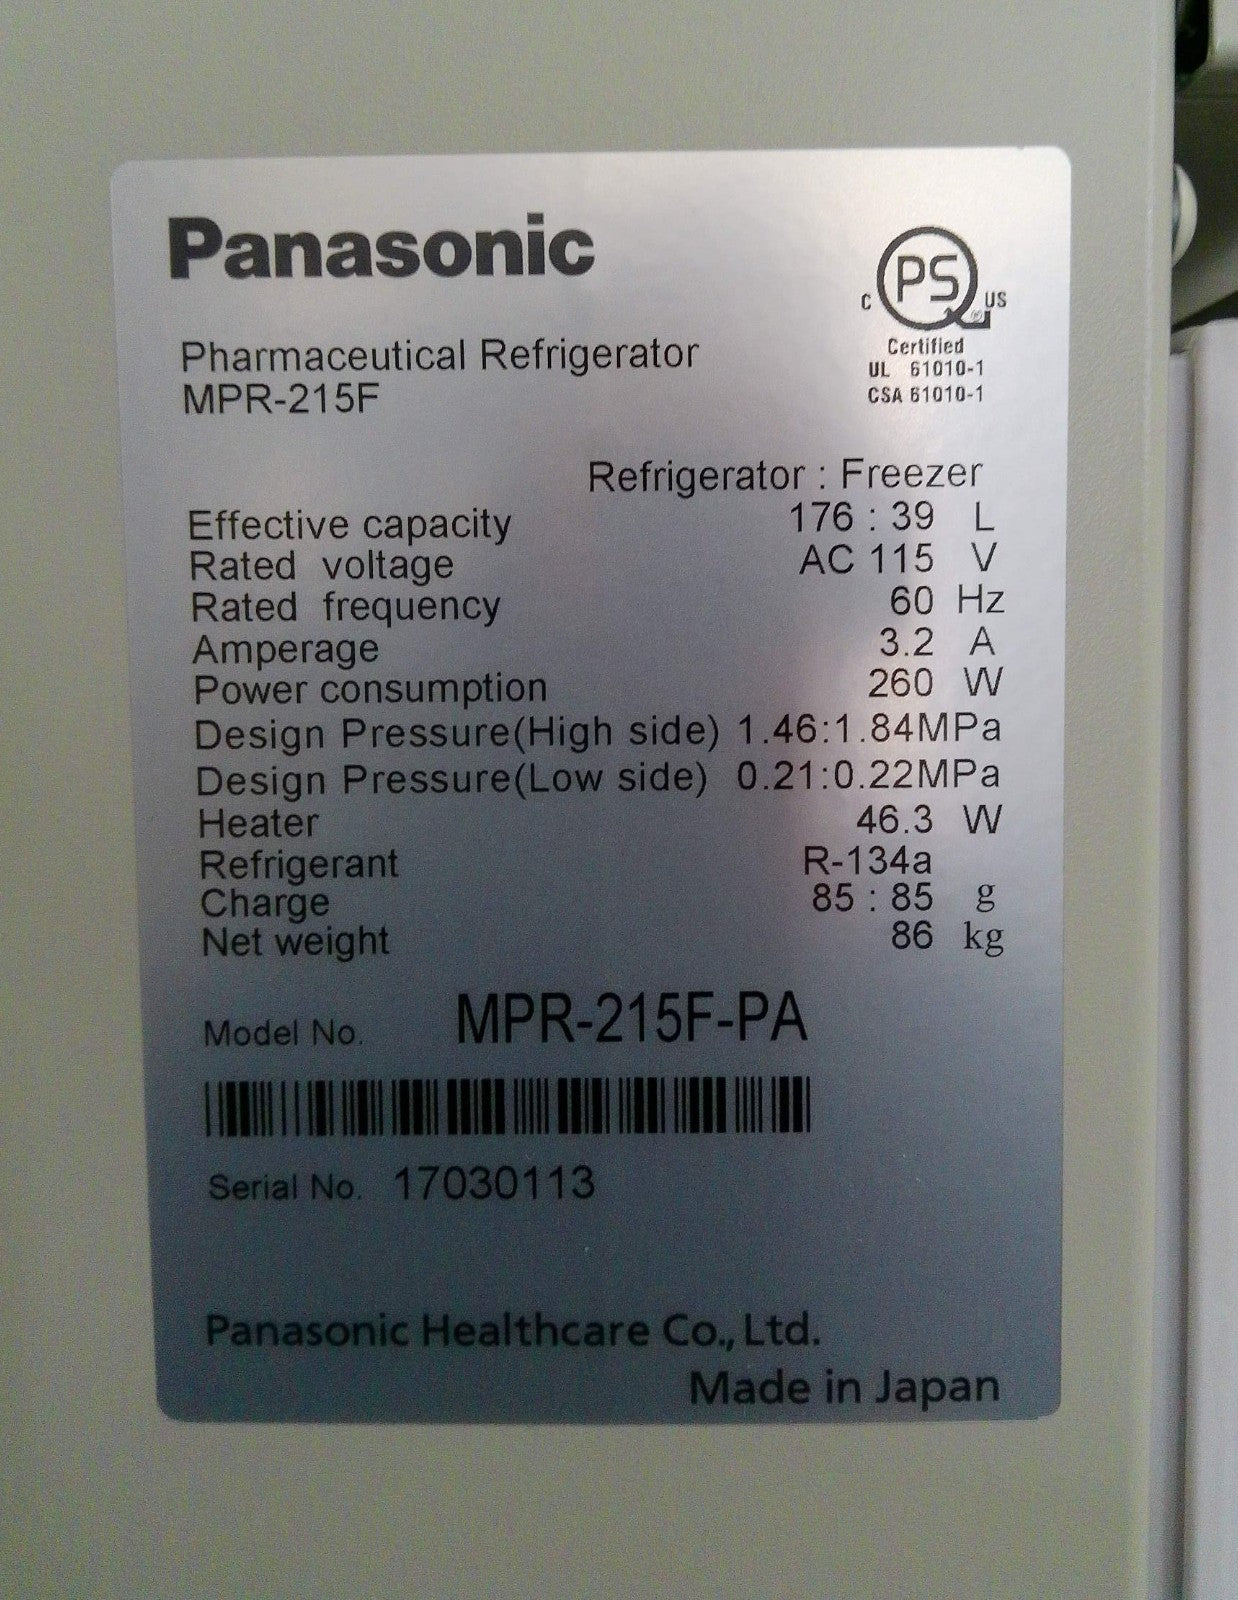 Panasonic
PS
C US
Certified
UL 61010-1
CSA 61010-1
Pharmaceutical Refrigerator
MPR-215F
Refrigerator : Freezer
Effective capacity 176 : 39 L
Rated voltage AC 115 V
Rated frequency 60 Hz
Amperage 3.2 A
Power consumption 260 W
Design Pressure(High side) 1.46:1.84MPa
Design Pressure(Low side) 0.21:0.22MPa
Heater 46.3 W
Refrigerant R-134a
Charge 85 : 85 g
Net weight 86 kg
Model No. MPR-215F-PA
Serial No. 17030113
Panasonic Healthcare Co., Ltd.
Made in Japan